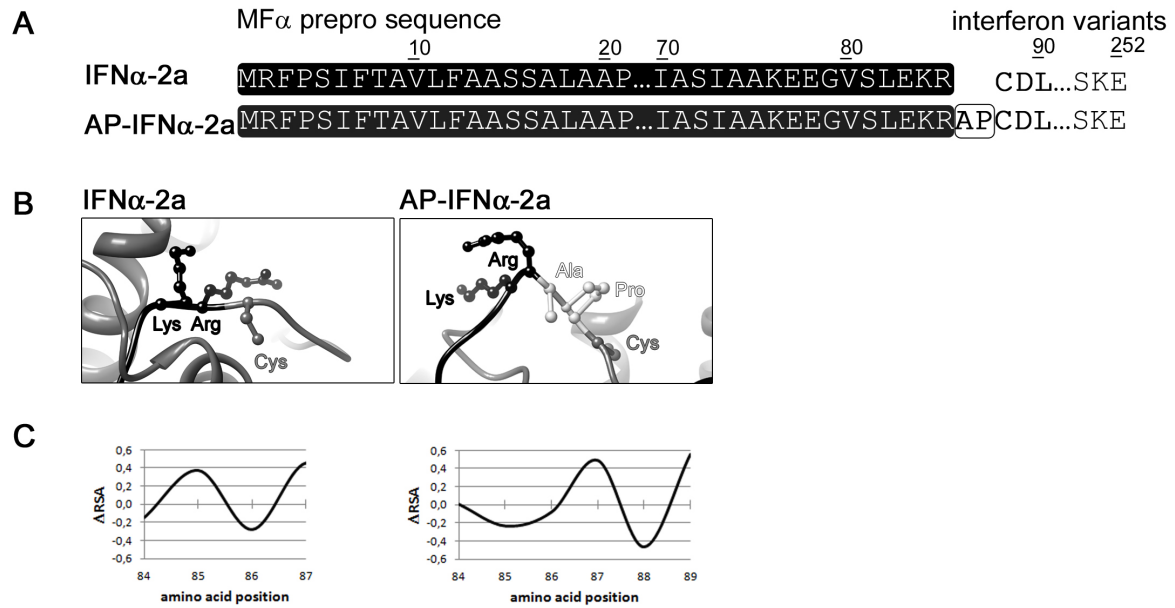 A
MFα prepro sequence
interferon variants
10 20 70 80 90 252
IFNα-2a MRFPSIFTAVLFAASSALAAP...IASIAAKEEGVSLEKR CDL...SKE
AP-IFNα-2a MRFPSIFTAVLFAASSALAAP...IASIAAKEEGVSLEKR AP CDL...SKE
B
IFNα-2a
AP-IFNα-2a
Lys Arg Cys
Arg Ala Pro Lys Cys
C
0,6
0,4
0,2
0,0
-0,2
-0,4
-0,6
ΔRSA
84 85 86 87
amino acid position
0,6
0,4
0,2
0,0
-0,2
-0,4
-0,6
ΔRSA
84 85 86 87 88 89
amino acid position